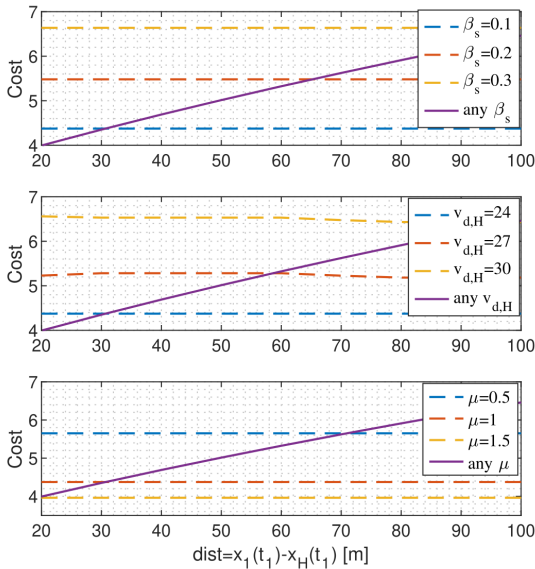 7
6
5
4
Cost
β_s=0.1
β_s=0.2
β_s=0.3
any β_s
20 30 40 50 60 70 80 90 100
7
6
5
4
Cost
v_d,H=24
v_d,H=27
v_d,H=30
any v_d,H
20 30 40 50 60 70 80 90 100
7
6
5
4
Cost
μ=0.5
μ=1
μ=1.5
any μ
20 30 40 50 60 70 80 90 100
dist=x_1(t_1)-x_H(t_1) [m]